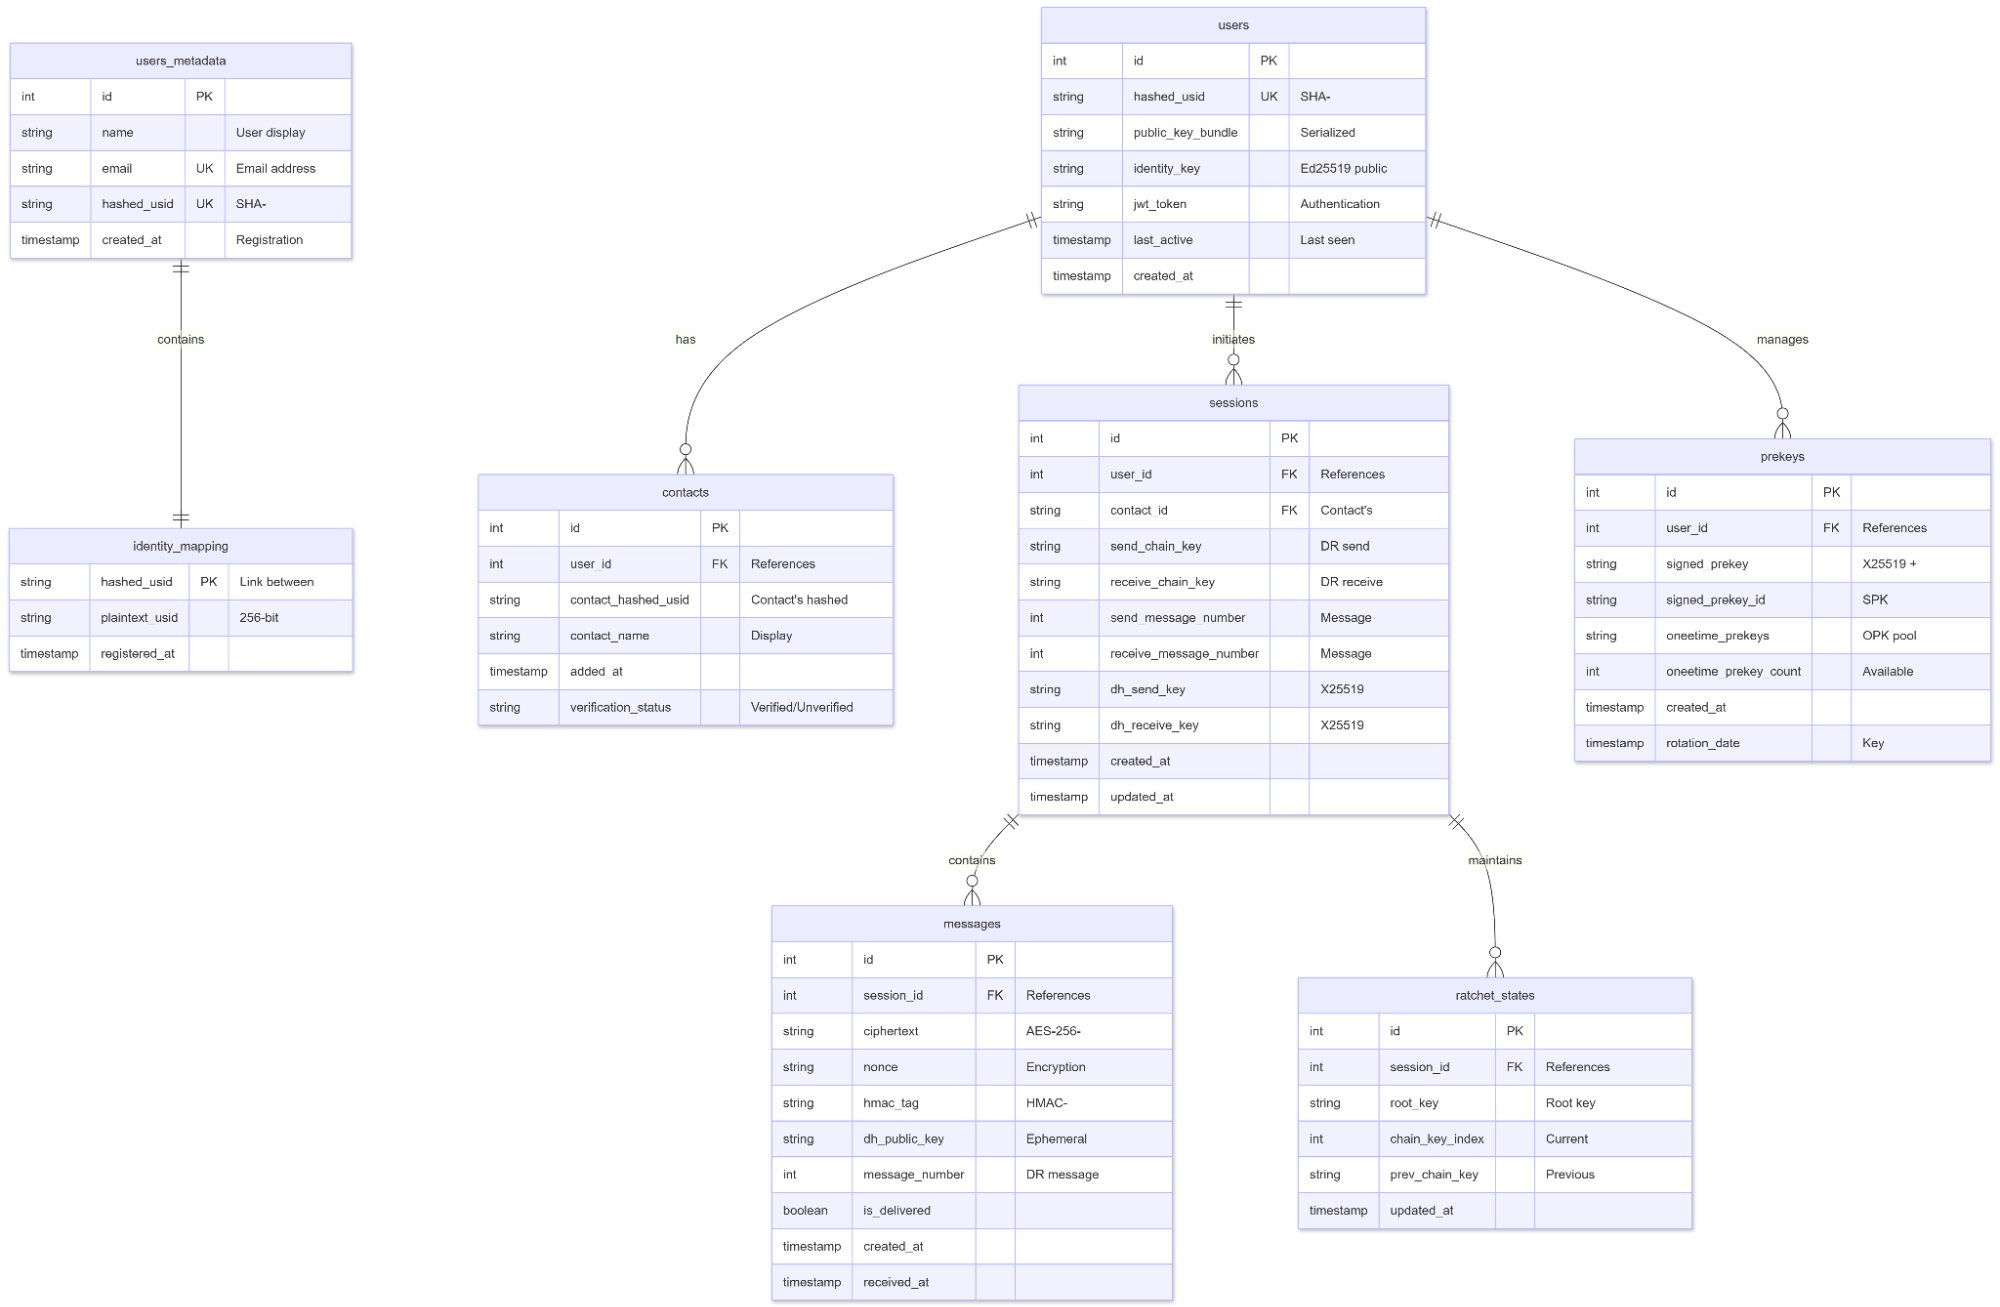 users_metadata
int id PK
string name User display
string email UK Email address
string hashed_usid UK SHA-
timestamp created_at Registration
contains
identity_mapping
string hashed_usid PK Link between
string plaintext_usid 256-bit
timestamp registered_at
users
int id PK
string hashed_usid UK SHA-
string public_key_bundle Serialized
string identity_key Ed25519 public
string jwt_token Authentication
timestamp last_active Last seen
timestamp created_at
has
initiates
manages
contacts
int id PK
int user_id FK References
string contact_hashed_usid Contact's hashed
string contact_name Display
timestamp added_at
string verification_status Verified/Unverified
sessions
int id PK
int user_id FK References
string contact_id FK Contact's
string send_chain_key DR send
string receive_chain_key DR receive
int send_message_number Message
int receive_message_number Message
string dh_send_key X25519
string dh_receive_key X25519
timestamp created_at
timestamp updated_at
prekeys
int id PK
int user_id FK References
string signed_prekey X25519 +
string signed_prekey_id SPK
string oneetime_prekeys OPK pool
int oneetime_prekey_count Available
timestamp created_at
timestamp rotation_date Key
contains
maintains
messages
int id PK
int session_id FK References
string ciphertext AES-256-
string nonce Encryption
string hmac_tag HMAC-
string dh_public_key Ephemeral
int message_number DR message
boolean is_delivered
timestamp created_at
timestamp received_at
ratchet_states
int id PK
int session_id FK References
string root_key Root key
int chain_key_index Current
string prev_chain_key Previous
timestamp updated_at